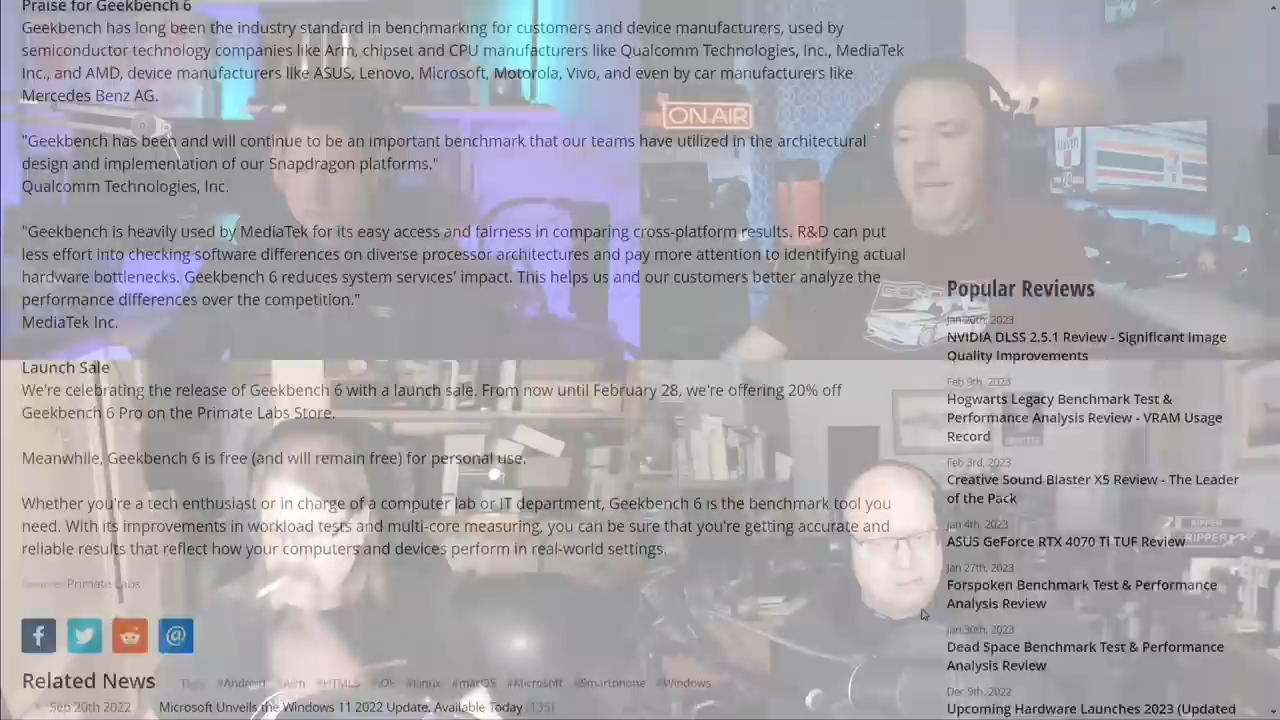 Praise for Geekbench 6
Geekbench has long been the industry standard in benchmarking for customers and device manufacturers, used by
semiconductor technology companies like Arm, chipset and CPU manufacturers like Qualcomm Technologies, Inc., MediaTek
Inc., and AMD, device manufacturers like ASUS, Lenovo, Microsoft, Motorola, Vivo, and even by car manufacturers like
Mercedes Benz AG.
"Geekbench has been and will continue to be an important benchmark that our teams have utilized in the architectural
design and implementation of our Snapdragon platforms."
Qualcomm Technologies, Inc.
"Geekbench is heavily used by MediaTek for its easy access and fairness in comparing cross-platform results. R&D can put
less effort into checking software differences on diverse processor architectures and pay more attention to identifying actual
hardware bottlenecks. Geekbench 6 reduces system services' impact. This helps us and our customers better analyze the
performance differences over the competition."
MediaTek Inc.
Launch Sale
We're celebrating the release of Geekbench 6 with a launch sale. From now until February 28, we're offering 20% off
Geekbench 6 Pro on the Primate Labs Store.
Meanwhile, Geekbench 6 is free (and will remain free) for personal use.
Whether you're a tech enthusiast or in charge of a computer lab or IT department, Geekbench 6 is the benchmark tool you
need. With its improvements in workload tests and multi-core measuring, you can be sure that you're getting accurate and
reliable results that reflect how your computers and devices perform in real-world settings.
Source: Primate Labs
Related News
Tags: #Android #Arm #HTML5 #iOS #linux #macOS #Microsoft #Smartphone #Windows
Sep 20th 2022 Microsoft Unveils the Windows 11 2022 Update, Available Today (135)
ON AIR
Popular Reviews
Jan 20th, 2023
NVIDIA DLSS 2.5.1 Review - Significant Image
Quality Improvements
Feb 9th, 2023
Hogwarts Legacy Benchmark Test &
Performance Analysis Review - VRAM Usage
Record
Feb 3rd, 2023
Creative Sound Blaster X5 Review - The Leader
of the Pack
Jan 4th, 2023
ASUS GeForce RTX 4070 Ti TUF Review
Jan 27th, 2023
Forspoken Benchmark Test & Performance
Analysis Review
Jan 30th, 2023
Dead Space Benchmark Test & Performance
Analysis Review
Dec 9th, 2022
Upcoming Hardware Launches 2023 (Updated
RIPPER
RIPPER